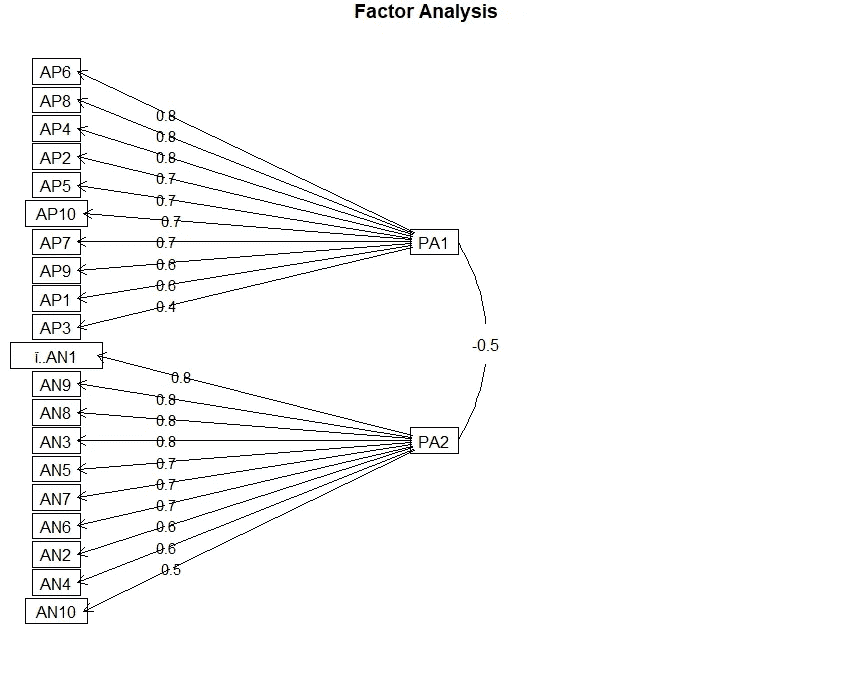 Factor Analysis
AP6
AP8
AP4
AP2
AP5
AP10
AP7
AP9
AP1
AP3
ï..AN1
AN9
AN8
AN3
AN5
AN7
AN6
AN2
AN4
AN10
0.8
0.8
0.8
0.7
0.7
0.7
0.7
0.6
0.6
0.4
0.8
0.8
0.8
0.8
0.7
0.7
0.7
0.6
0.6
0.5
PA1
-0.5
PA2